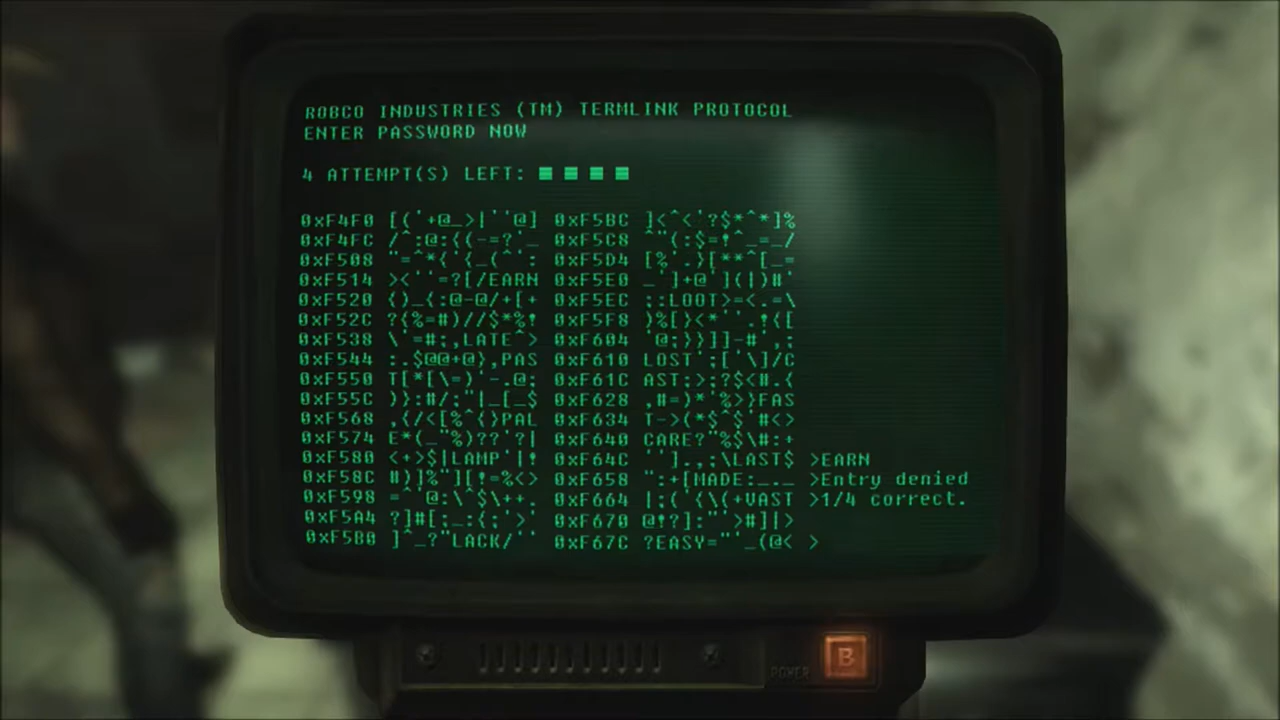 ROBCO INDUSTRIES (TM) TERMLINK PROTOCOL
ENTER PASSWORD NOW
4 ATTEMPT(S) LEFT:
0xF4F0 [('+@_>|''@] 0xF5BC ]<^<'?$*^*]%
0xF4FC /^:@:{(-=?'_ 0xF5C8 ^"(:$=!^_=_/
0xF508 "=^*{'{_(^': 0xF5D4 [%'.}[**^[_=
0xF514 ><''=?[/EARN 0xF5E0 _']+@'](|)#'
0xF520 {)_{:@-@/+[+ 0xF5EC ;:LOOT>=<.=\
0xF52C ?{%=#)//$*%! 0xF5F8 )%[}<*''.!{[
0xF538 \'=#;,LATE^> 0xF604 '@;}}]]-#',:
0xF544 :.$@@+@},PAS 0xF610 LOST';['\]/C
0xF550 T[*[\=)'-.@; 0xF61C AST;>;?$<#.{
0xF55C )}:#/;"|_[_$ 0xF628 ,#=)*'%>}FAS
0xF568 ,{/<[%^{}PAL 0xF634 T->(*$^$'#<>
0xF574 E*(_"%)??'?| 0xF640 CARE?"%$\#:+
0xF580 <+>$|LAMP'|! 0xF64C ''].,:\LAST$ >EARN
0xF58C #)]%"][!=%<> 0xF658 ":+[MADE:_._ >Entry denied
0xF598 =^'@:\^$\++. 0xF664 |;('{\(+VAST >1/4 correct.
0xF5A4 ?]#[;_:{;'>' 0xF670 @!?]:"'>#]|>
0xF5B0 ]^_?"LACK/'' 0xF67C ?EASY="'_(@< >
POWER
B